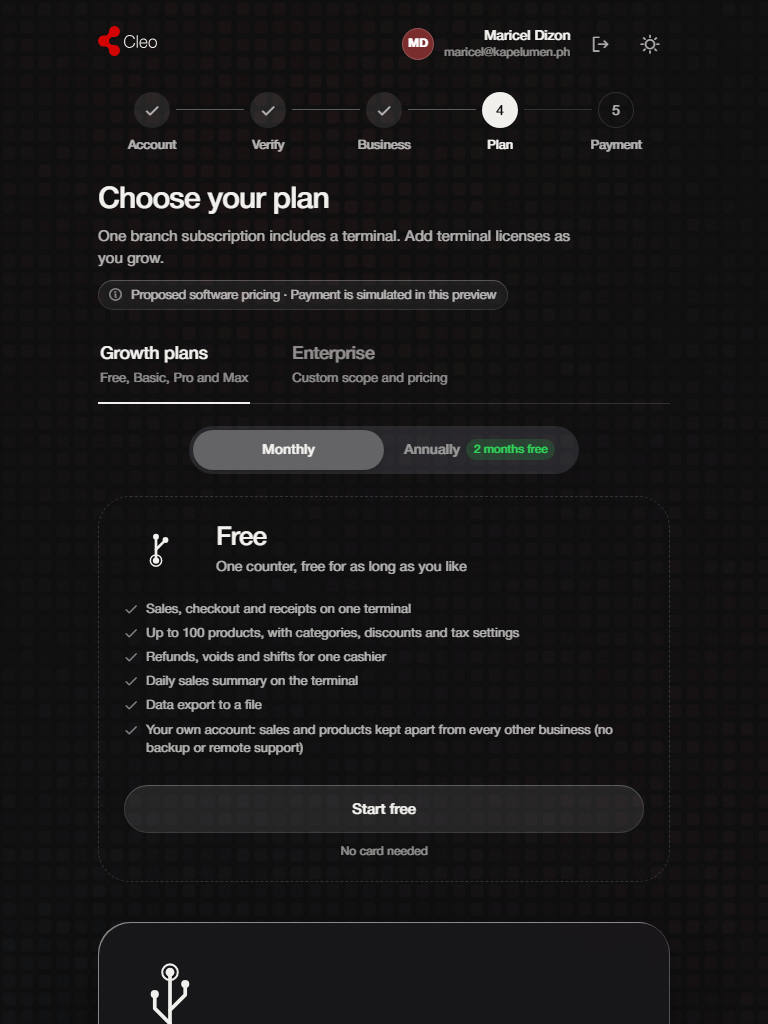 Cleo
MD
Maricel Dizon
maricel@kapelumen.ph
4
5
Account
Verify
Business
Plan
Payment
Choose your plan
One branch subscription includes a terminal. Add terminal licenses as
you grow.
Proposed software pricing · Payment is simulated in this preview
Growth plans
Free, Basic, Pro and Max
Enterprise
Custom scope and pricing
Monthly
Annually
2 months free
Free
One counter, free for as long as you like
Sales, checkout and receipts on one terminal
Up to 100 products, with categories, discounts and tax settings
Refunds, voids and shifts for one cashier
Daily sales summary on the terminal
Data export to a file
Your own account: sales and products kept apart from every other business (no
backup or remote support)
Start free
No card needed